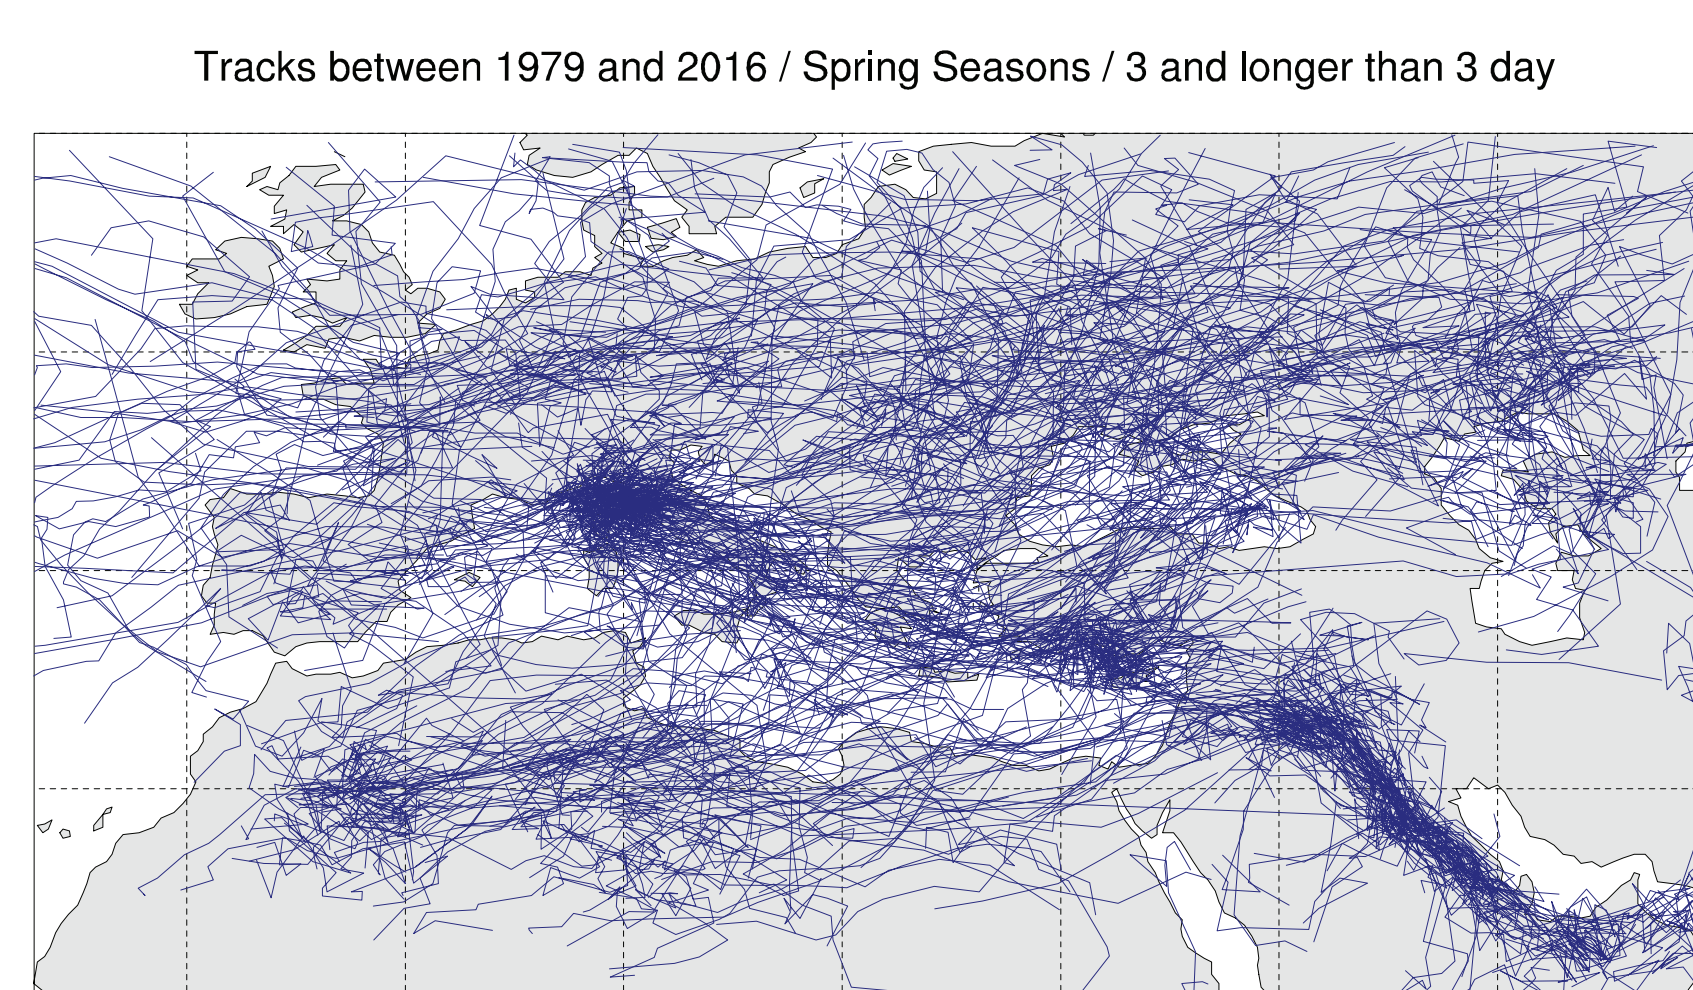 Tracks between 1979 and 2016 / Spring Seasons / 3 and longer than 3 day